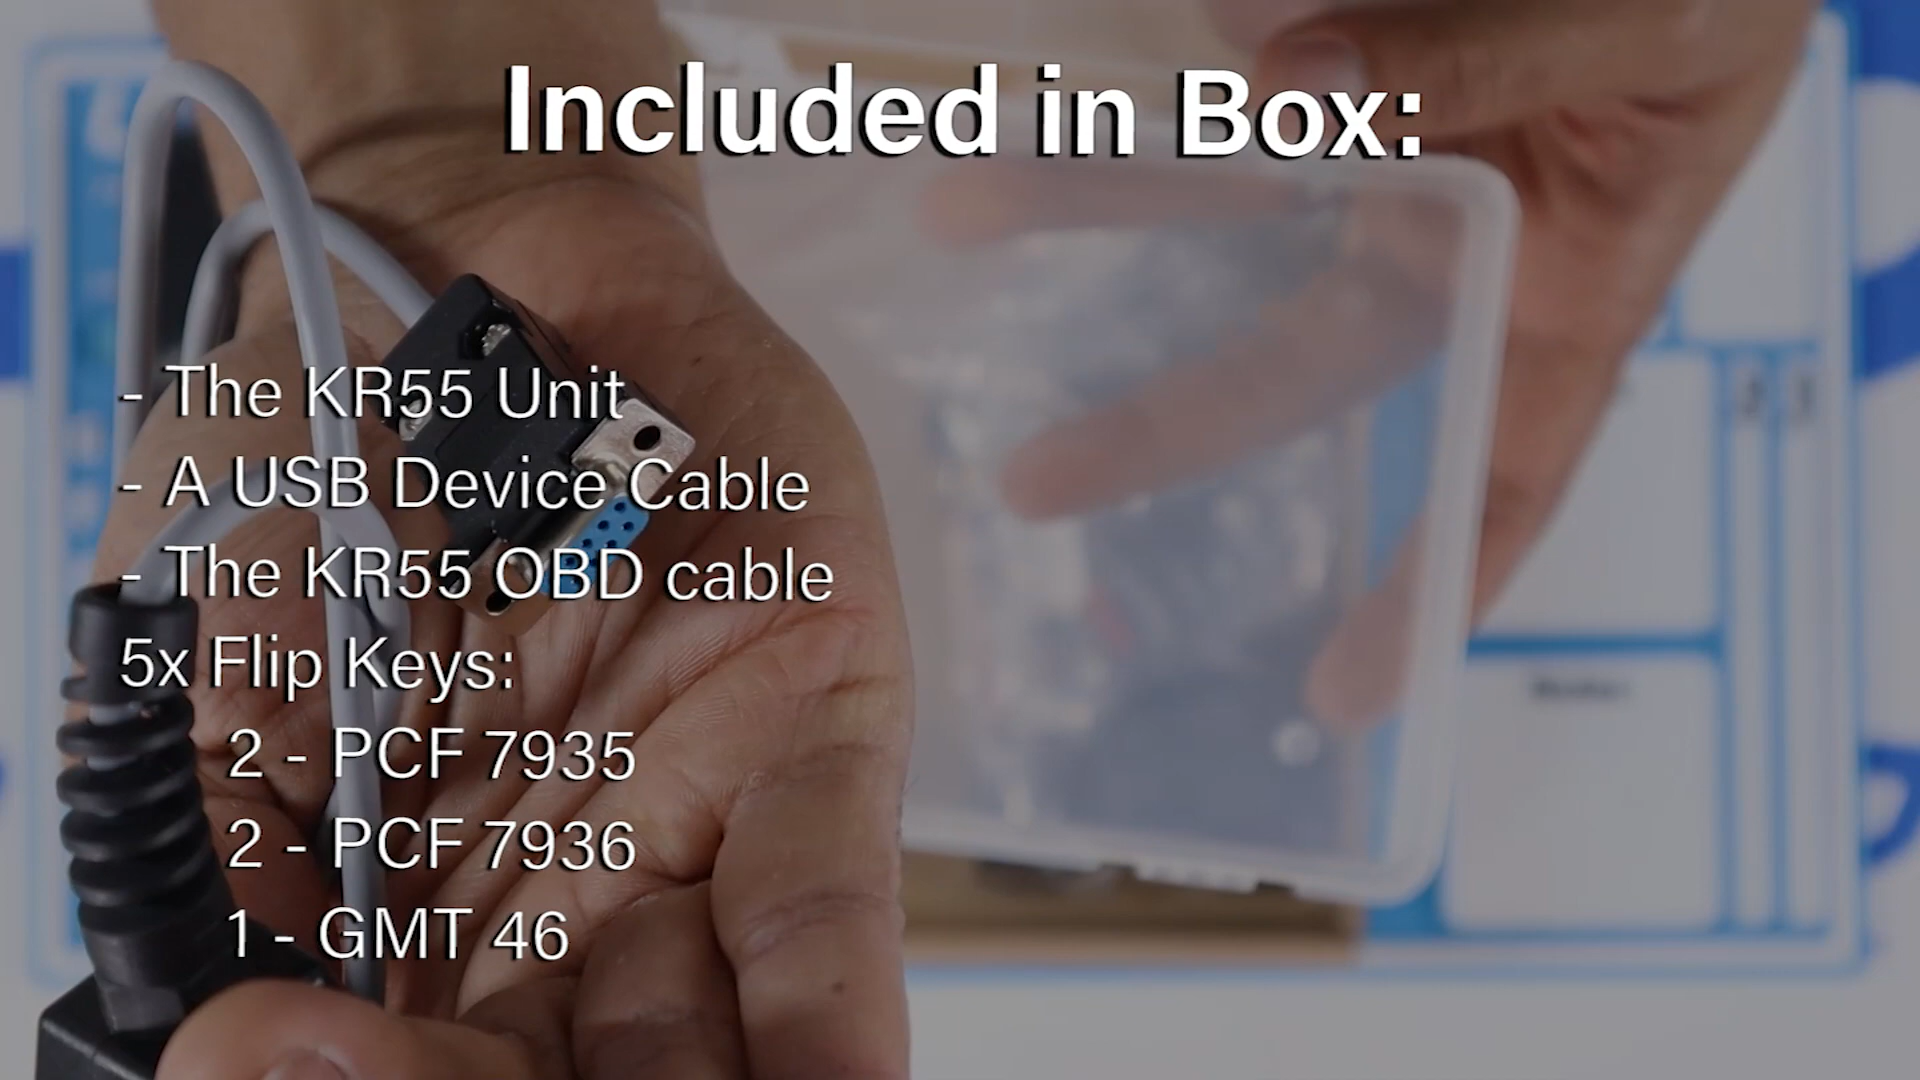 Included in Box:
- The KR55 Unit
- A USB Device Cable
- The KR55 OBD cable
5x Flip Keys:
2 - PCF 7935
2 - PCF 7936
1 - GMT 46